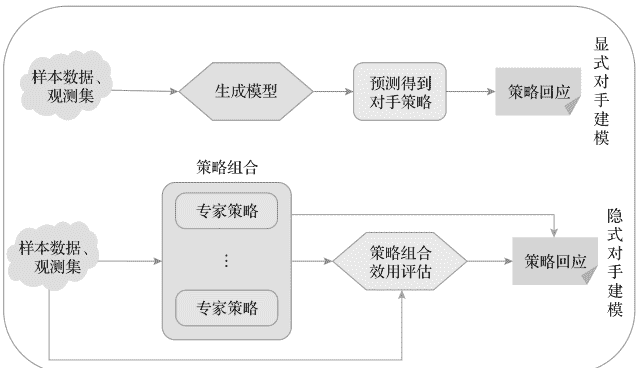 样本数据、
观测集
生成模型
预测得到
对手策略
策略回应
显式对手建模
策略组合
专家策略
⋮
专家策略
样本数据、
观测集
策略组合
效用评估
策略回应
隐式对手建模